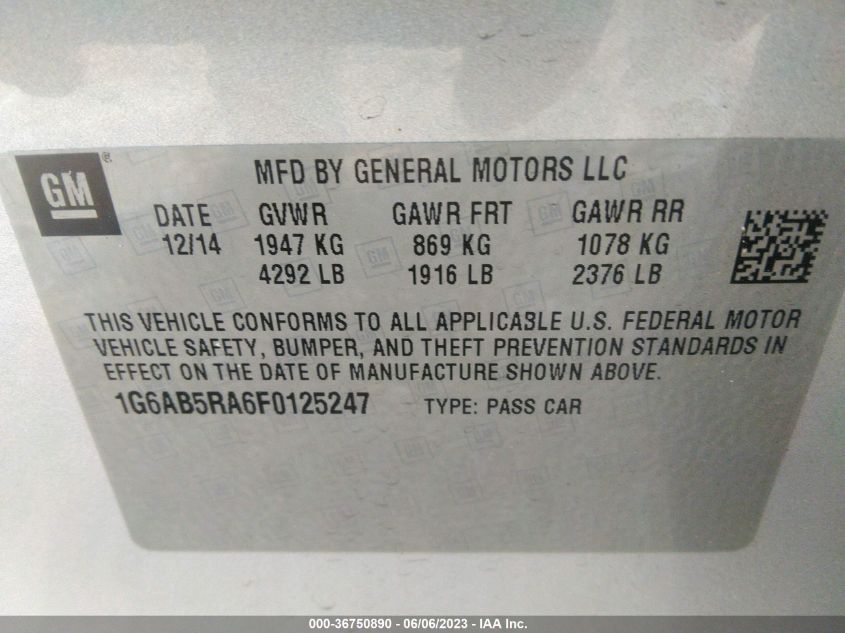 GM ®
MFD BY GENERAL MOTORS LLC
DATE GVWR GAWR FRT GAWR RR
12/14 1947 KG 869 KG 1078 KG
4292 LB 1916 LB 2376 LB
THIS VEHICLE CONFORMS TO ALL APPLICABLE U.S. FEDERAL MOTOR
VEHICLE SAFETY, BUMPER, AND THEFT PREVENTION STANDARDS IN
EFFECT ON THE DATE OF MANUFACTURE SHOWN ABOVE.
1G6AB5RA6F0125247 TYPE: PASS CAR
000-36750890 - 06/06/2023 - IAA Inc.